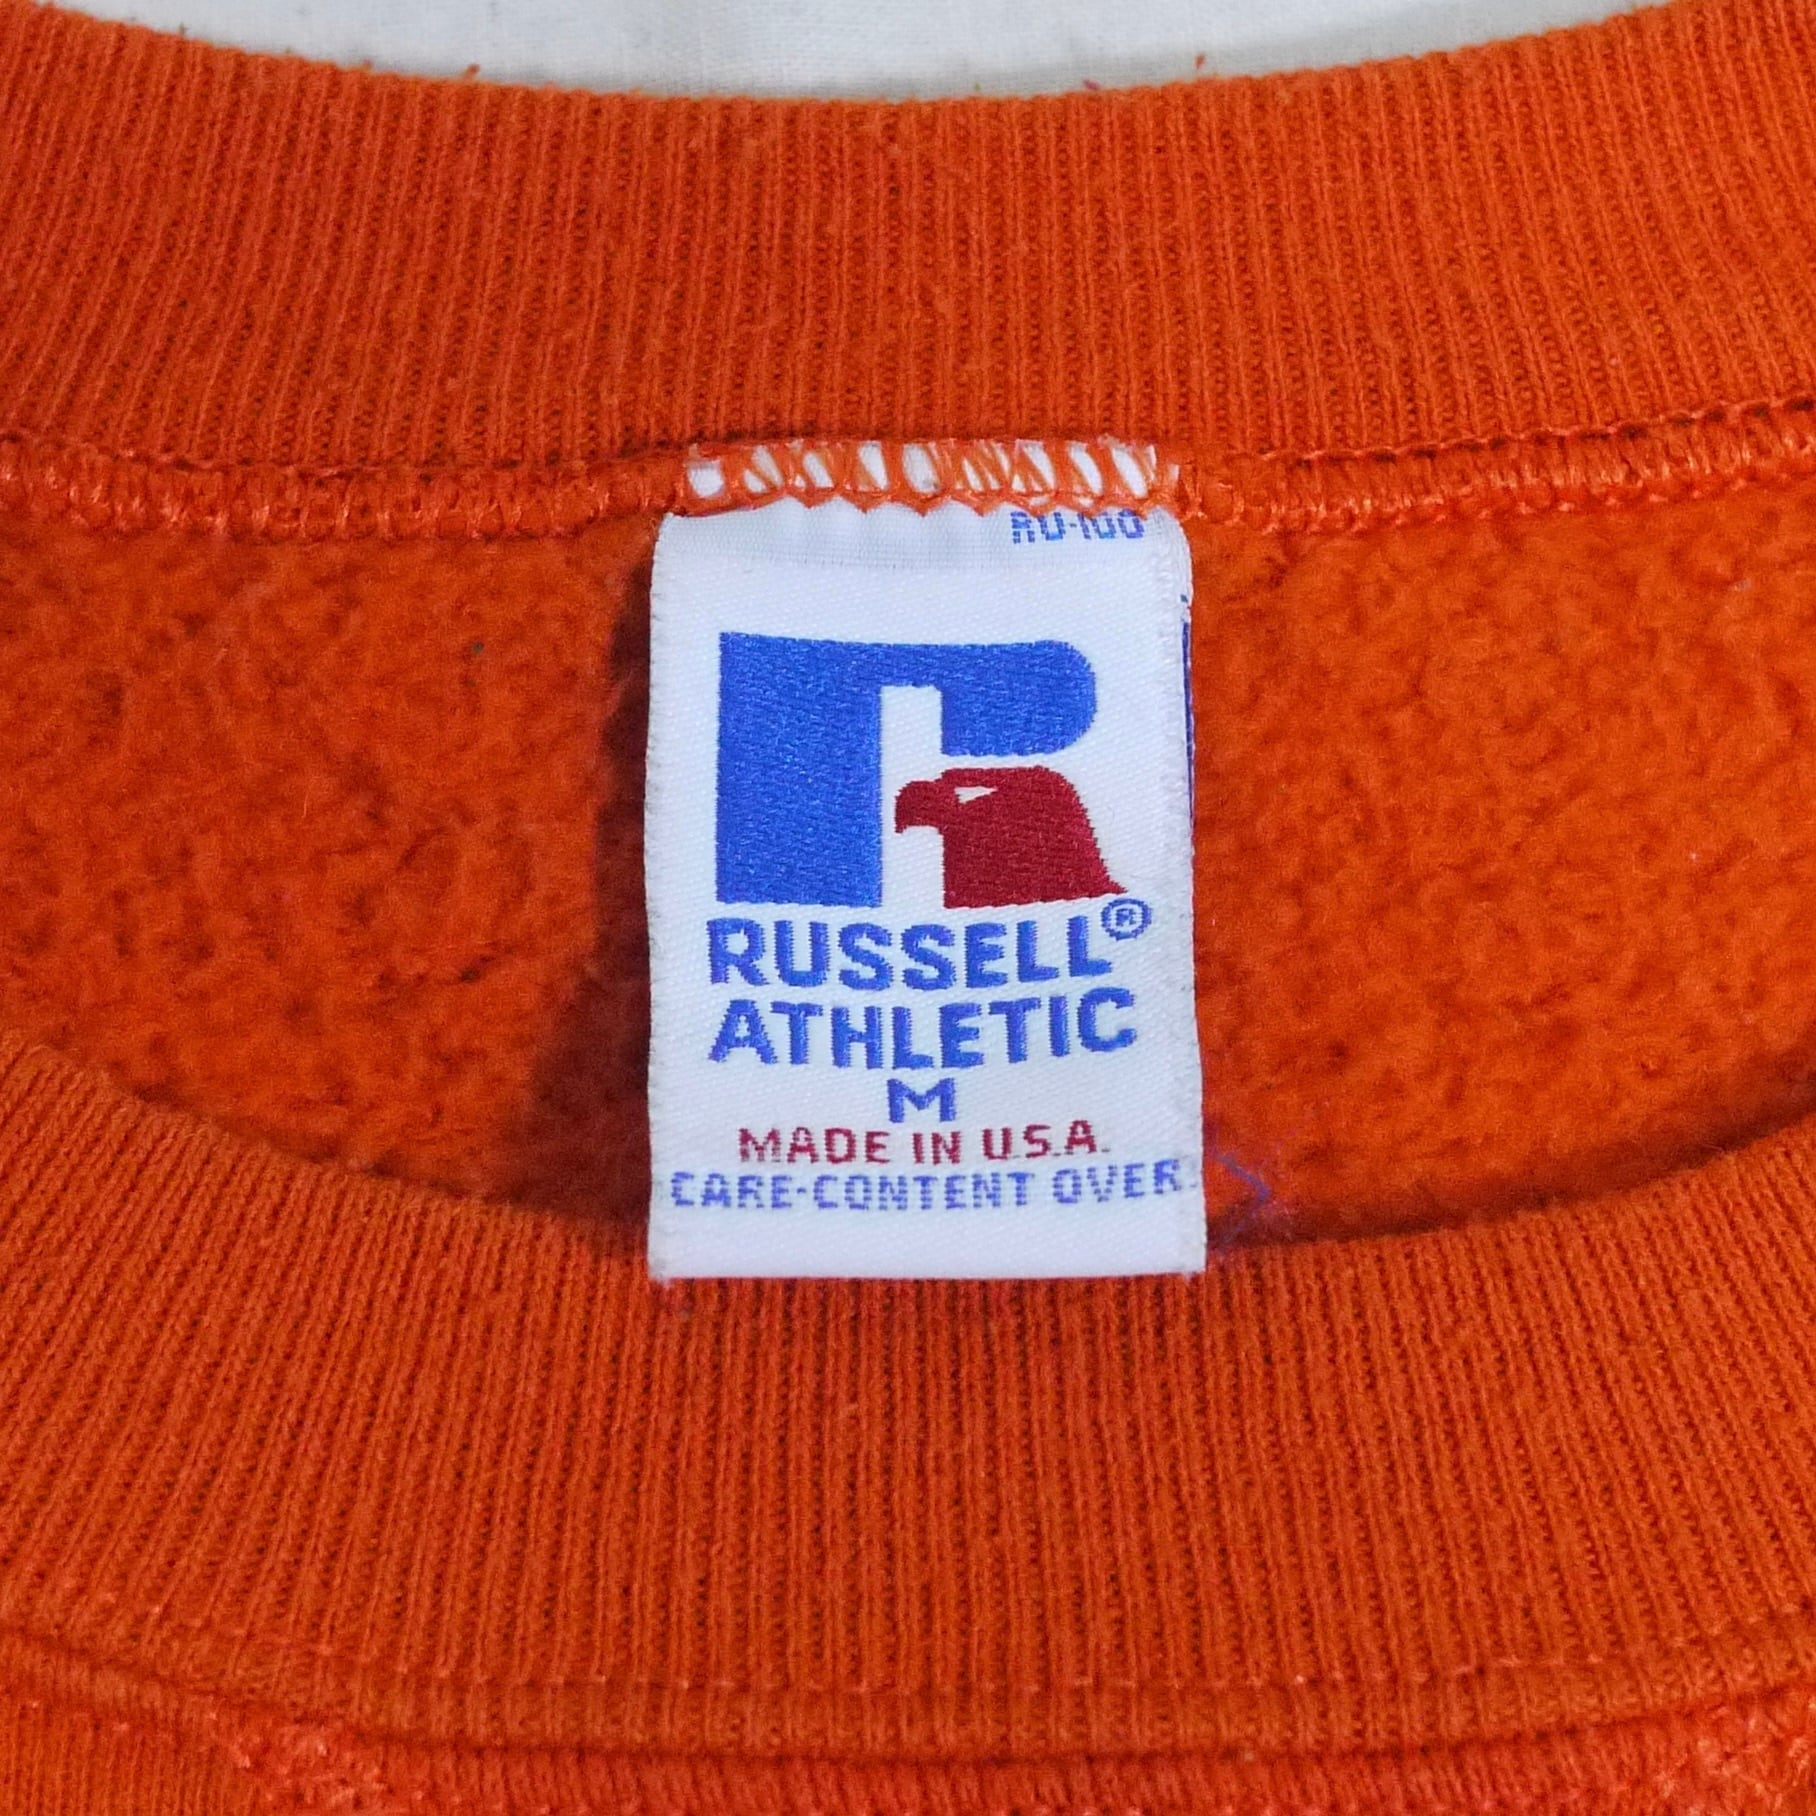 RU-100
RUSSELL®
ATHLETIC
M
MADE IN U.S.A.
CARE-CONTENT OVER